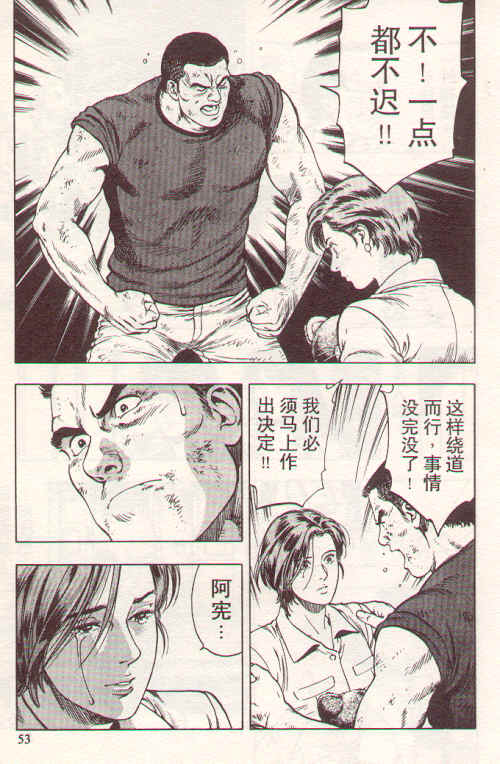 不！一点
都不迟!!
这样绕道
而行，事情
没完没了！
我们必
须马上作
出决定!!
阿宪…
53